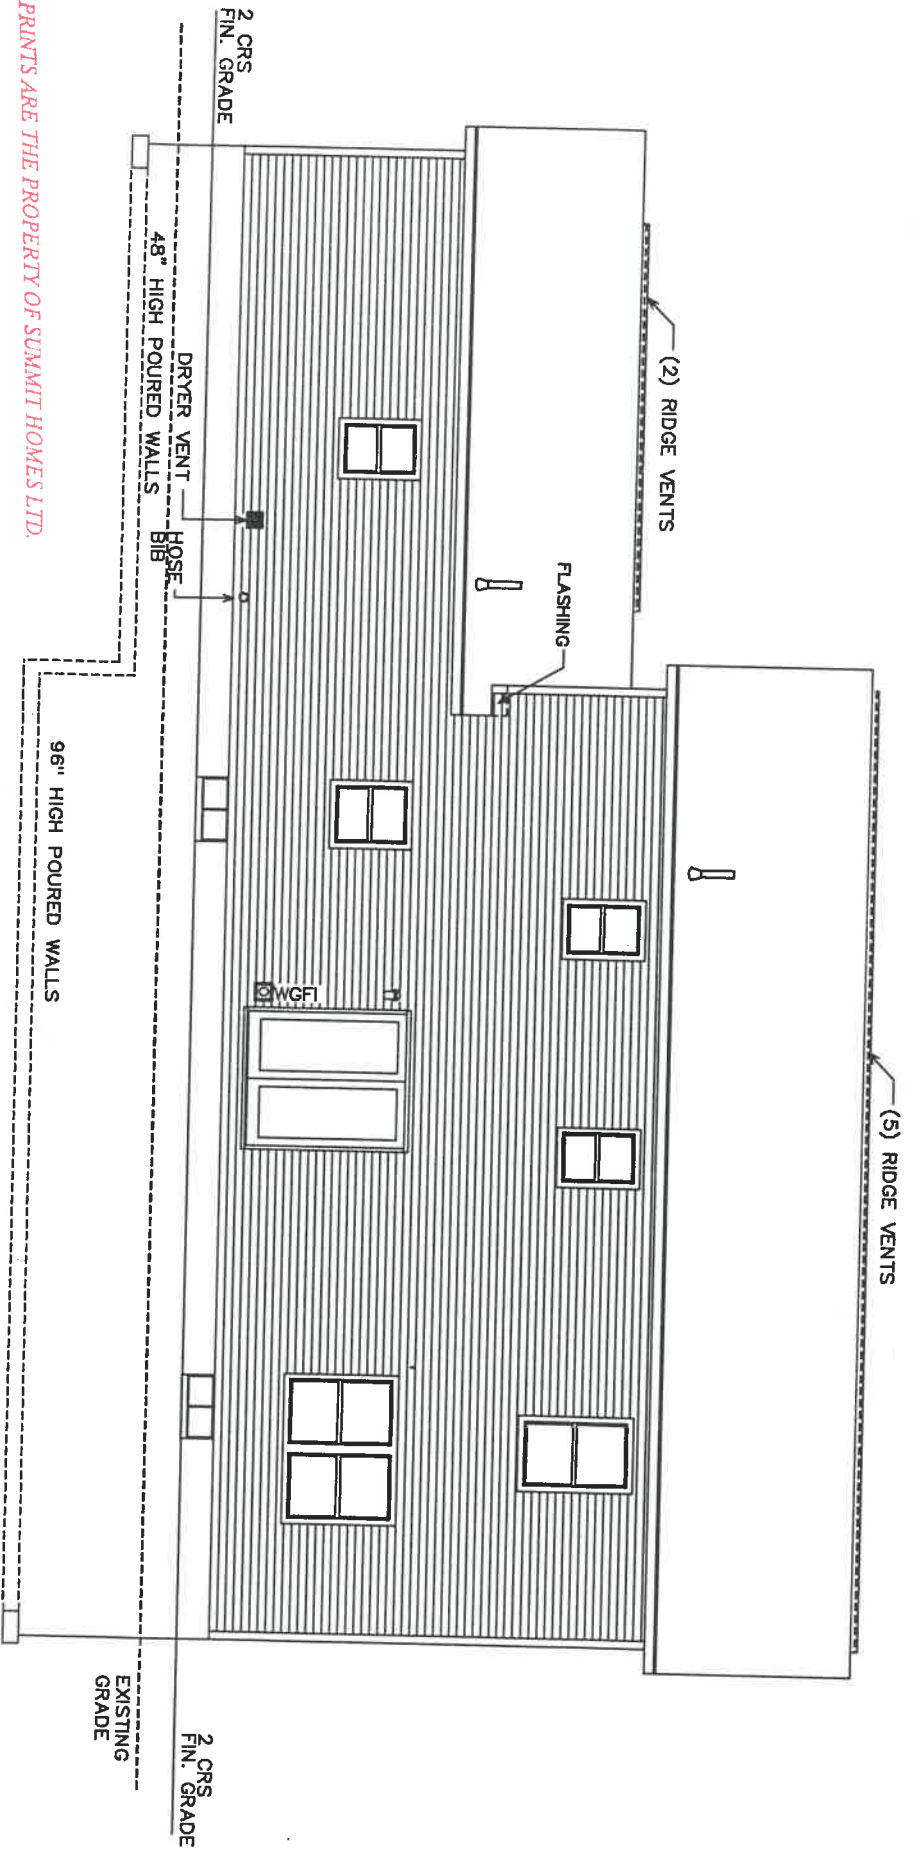 (5) RIDGE VENTS
(2) RIDGE VENTS
FLASHING
WGFI
2 CRS
FIN. GRADE
DRYER VENT
HOSE
BIB
48" HIGH POURED WALLS
96" HIGH POURED WALLS
2 CRS
FIN. GRADE
EXISTING
GRADE
PRINTS ARE THE PROPERTY OF SUMMIT HOMES LTD.